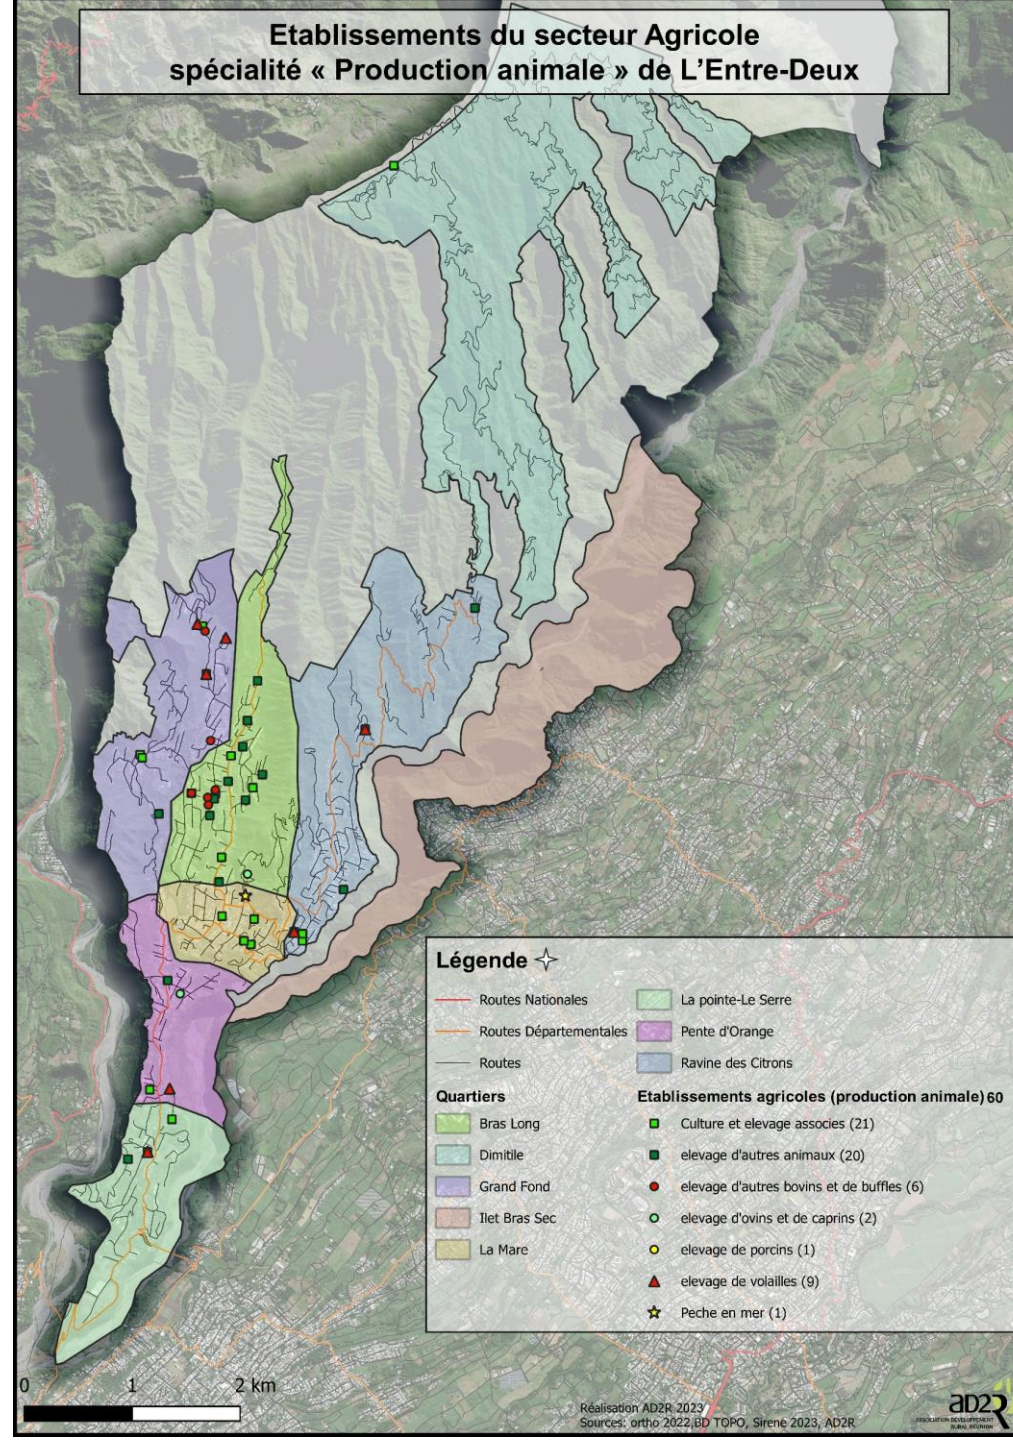 Etablissements du secteur Agricole
spécialité « Production animale » de L'Entre-Deux
Légende
Routes Nationales
Routes Départementales
Routes
La pointe-Le Serre
Pente d'Orange
Ravine des Citrons
Quartiers
Bras Long
Dimitile
Grand Fond
Ilet Bras Sec
La Mare
Etablissements agricoles (production animale) 60
Culture et elevage associes (21)
elevage d'autres animaux (20)
elevage d'autres bovins et de buffles (6)
elevage d'ovins et de caprins (2)
elevage de porcins (1)
elevage de volailles (9)
Peche en mer (1)
0 1 2 km
Réalisation AD2R 2023
Sources: ortho 2022,BD TOPO, Sirene 2023, AD2R
AD2R
ASSOCIATION DÉVELOPPEMENT
RURAL RÉUNION